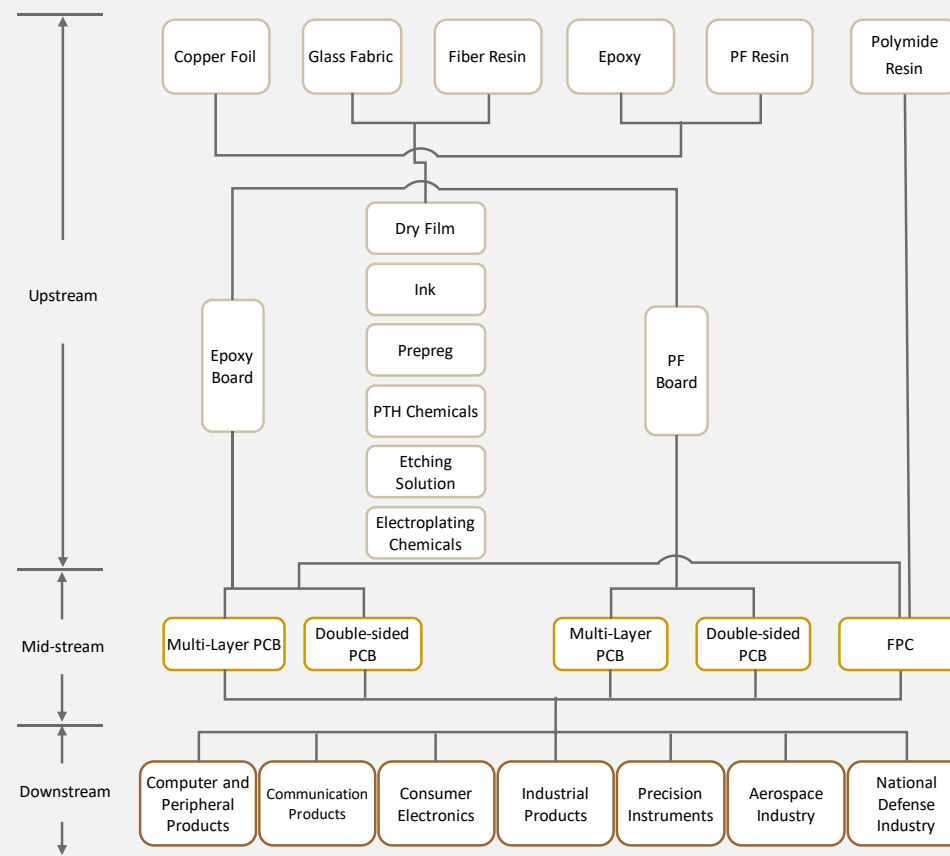 Copper Foil
Glass Fabric
Fiber Resin
Epoxy
PF Resin
Polymide
Resin
Upstream
Dry Film
Ink
Prepreg
PTH Chemicals
Etching
Solution
Electroplating
Chemicals
Epoxy
Board
PF
Board
Mid-stream
Multi-Layer PCB
Double-sided
PCB
Multi-Layer
PCB
Double-sided
PCB
FPC
Downstream
Computer and
Peripheral
Products
Communication
Products
Consumer
Electronics
Industrial
Products
Precision
Instruments
Aerospace
Industry
National
Defense
Industry